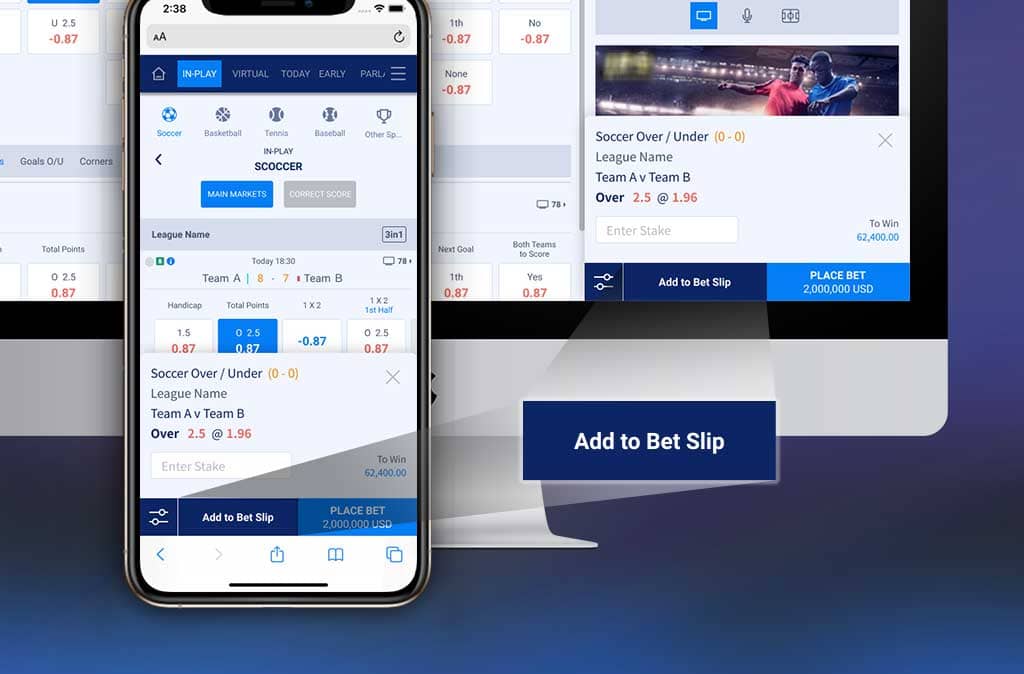 U 2.5
-0.87
2:38
AA
IN-PLAY
VIRTUAL
TODAY
EARLY
PARL
Soccer
Basketball
Tennis
Baseball
Other Sp...
IN-PLAY
SCOCCER
MAIN MARKETS
CORRECT SCORE
League Name
3in1
Today 18:30
78
Team A
8 - 7
Team B
Handicap
Total Points
1 X 2
1 X 2
1st Half
1.5
O 2.5
-0.87
O 2.5
0.87
0.87
0.87
Soccer Over / Under (0 - 0)
League Name
Team A v Team B
Over 2.5 @ 1.96
Enter Stake
To Win
62,400.00
Add to Bet Slip
PLACE BET
2,000,000 USD
Goals O/U
Corners
Total Points
O 2.5
0.87
1th
-0.87
No
-0.87
None
-0.87
78
Next Goal
Both Teams
to Score
1th
0.87
Yes
0.87
Soccer Over / Under (0 - 0)
League Name
Team A v Team B
Over 2.5 @ 1.96
Enter Stake
To Win
62,400.00
Add to Bet Slip
PLACE BET
2,000,000 USD
Add to Bet Slip